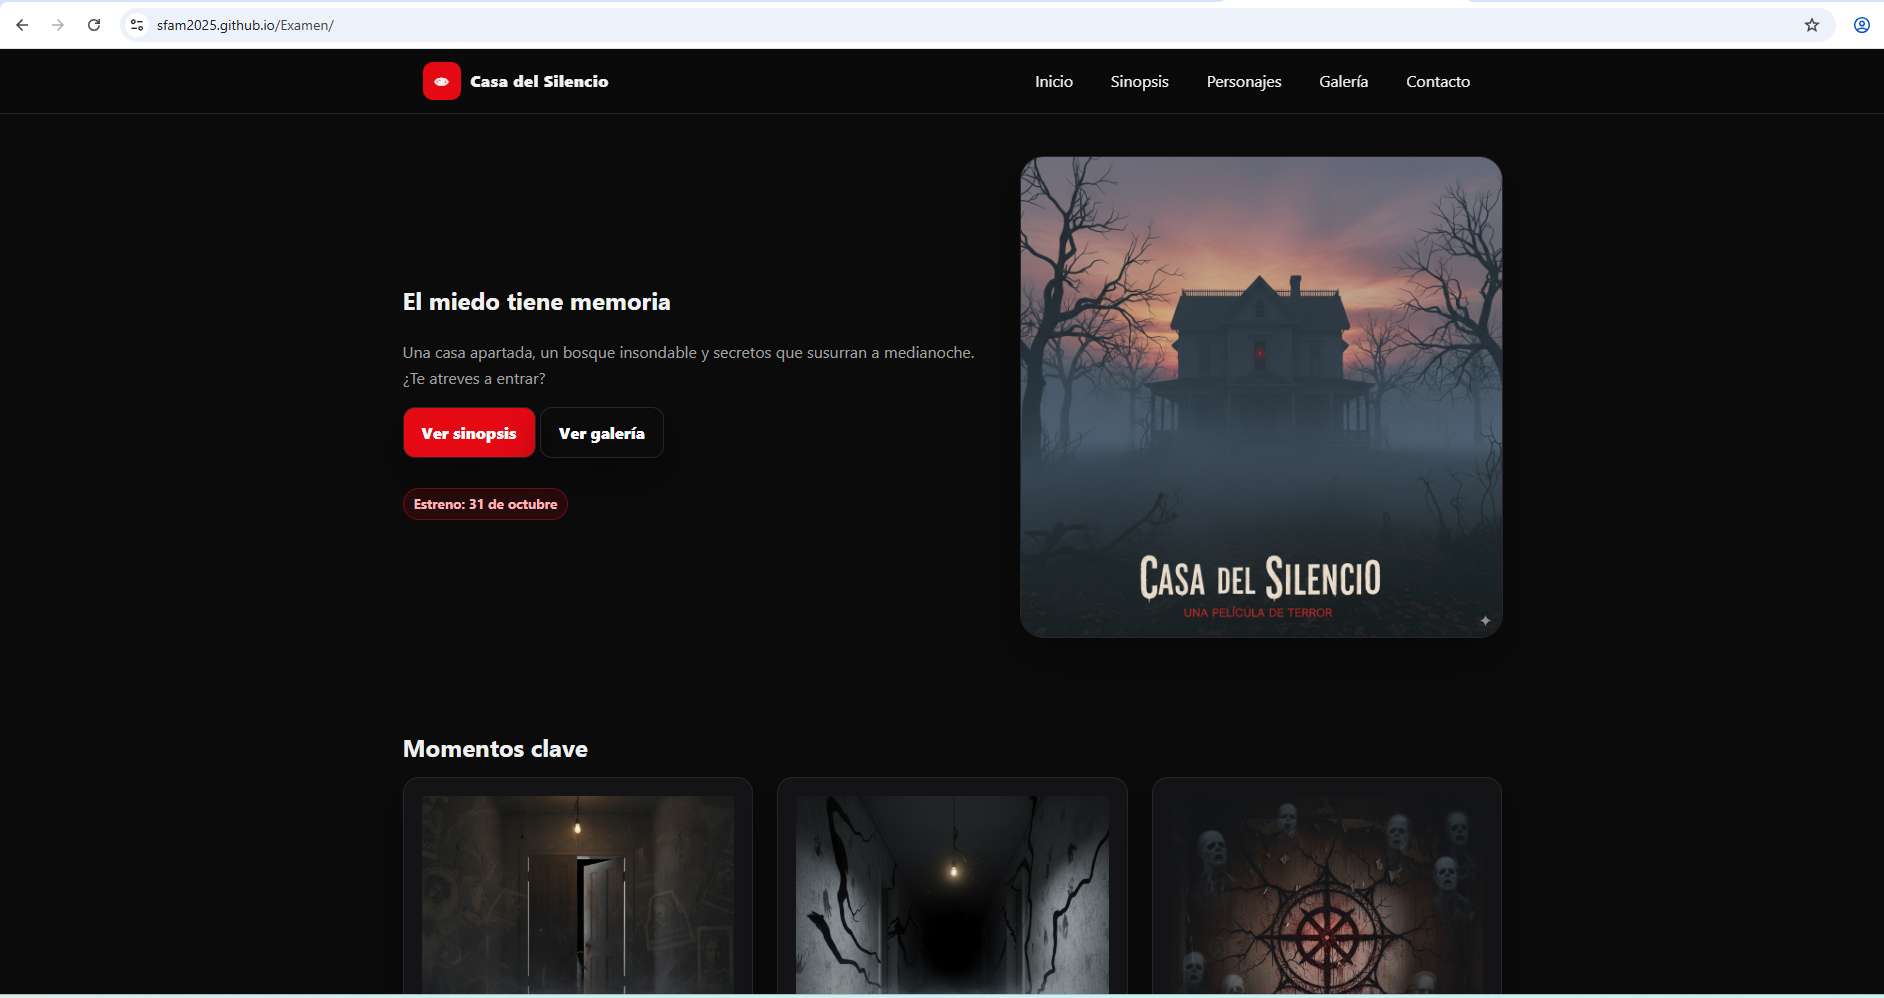 sfam2025.github.io/Examen/
Casa del Silencio
Inicio
Sinopsis
Personajes
Galería
Contacto
El miedo tiene memoria
Una casa apartada, un bosque insondable y secretos que susurran a medianoche.
¿Te atreves a entrar?
Ver sinopsis
Ver galería
Estreno: 31 de octubre
CASA DEL SILENCIO
UNA PELÍCULA DE TERROR
Momentos clave